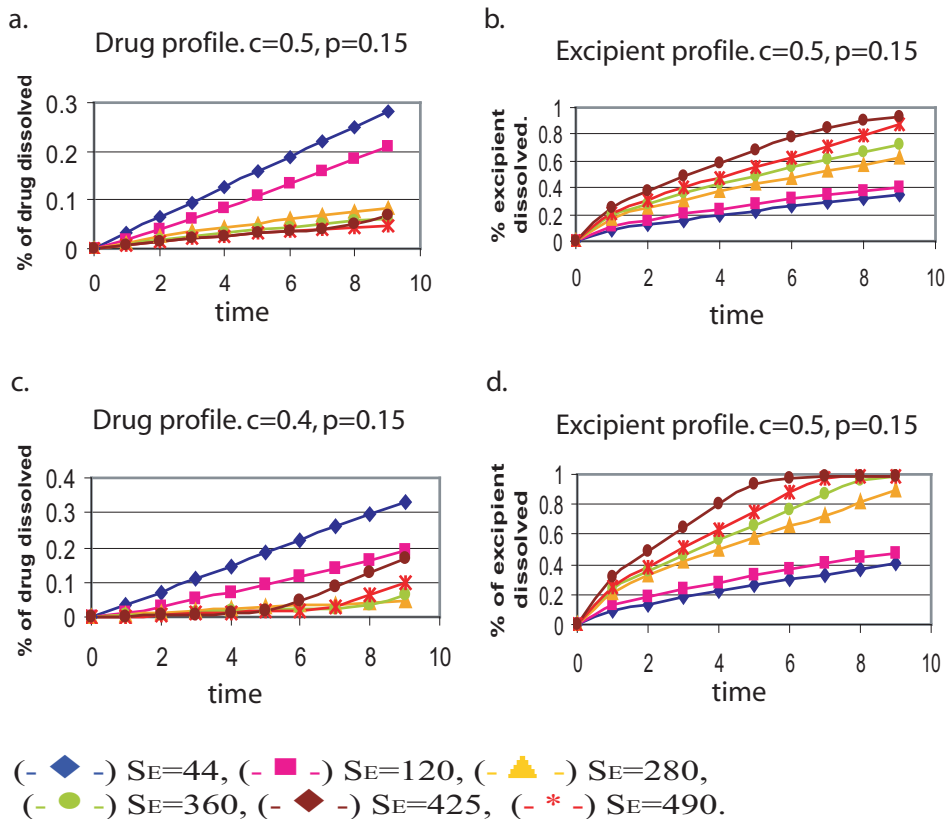 a.
Drug profile. c=0.5, p=0.15
% of drug dissolved
0.3
0.2
0.1
0
0 2 4 6 8 10
time
b.
Excipient profile. c=0.5, p=0.15
% excipient
dissolved.
1
0.8
0.6
0.4
0.2
0
0 2 4 6 8 10
time
c.
Drug profile. c=0.4, p=0.15
% of drug dissolved
0.4
0.3
0.2
0.1
0
0 2 4 6 8 10
time
d.
Excipient profile. c=0.5, p=0.15
% of excipient
dissolved
1
0.8
0.6
0.4
0.2
0
0 2 4 6 8 10
time
(- -) SE=44, (- -) SE=120, (- -) SE=280,
(- -) SE=360, (- -) SE=425, (- * -) SE=490.